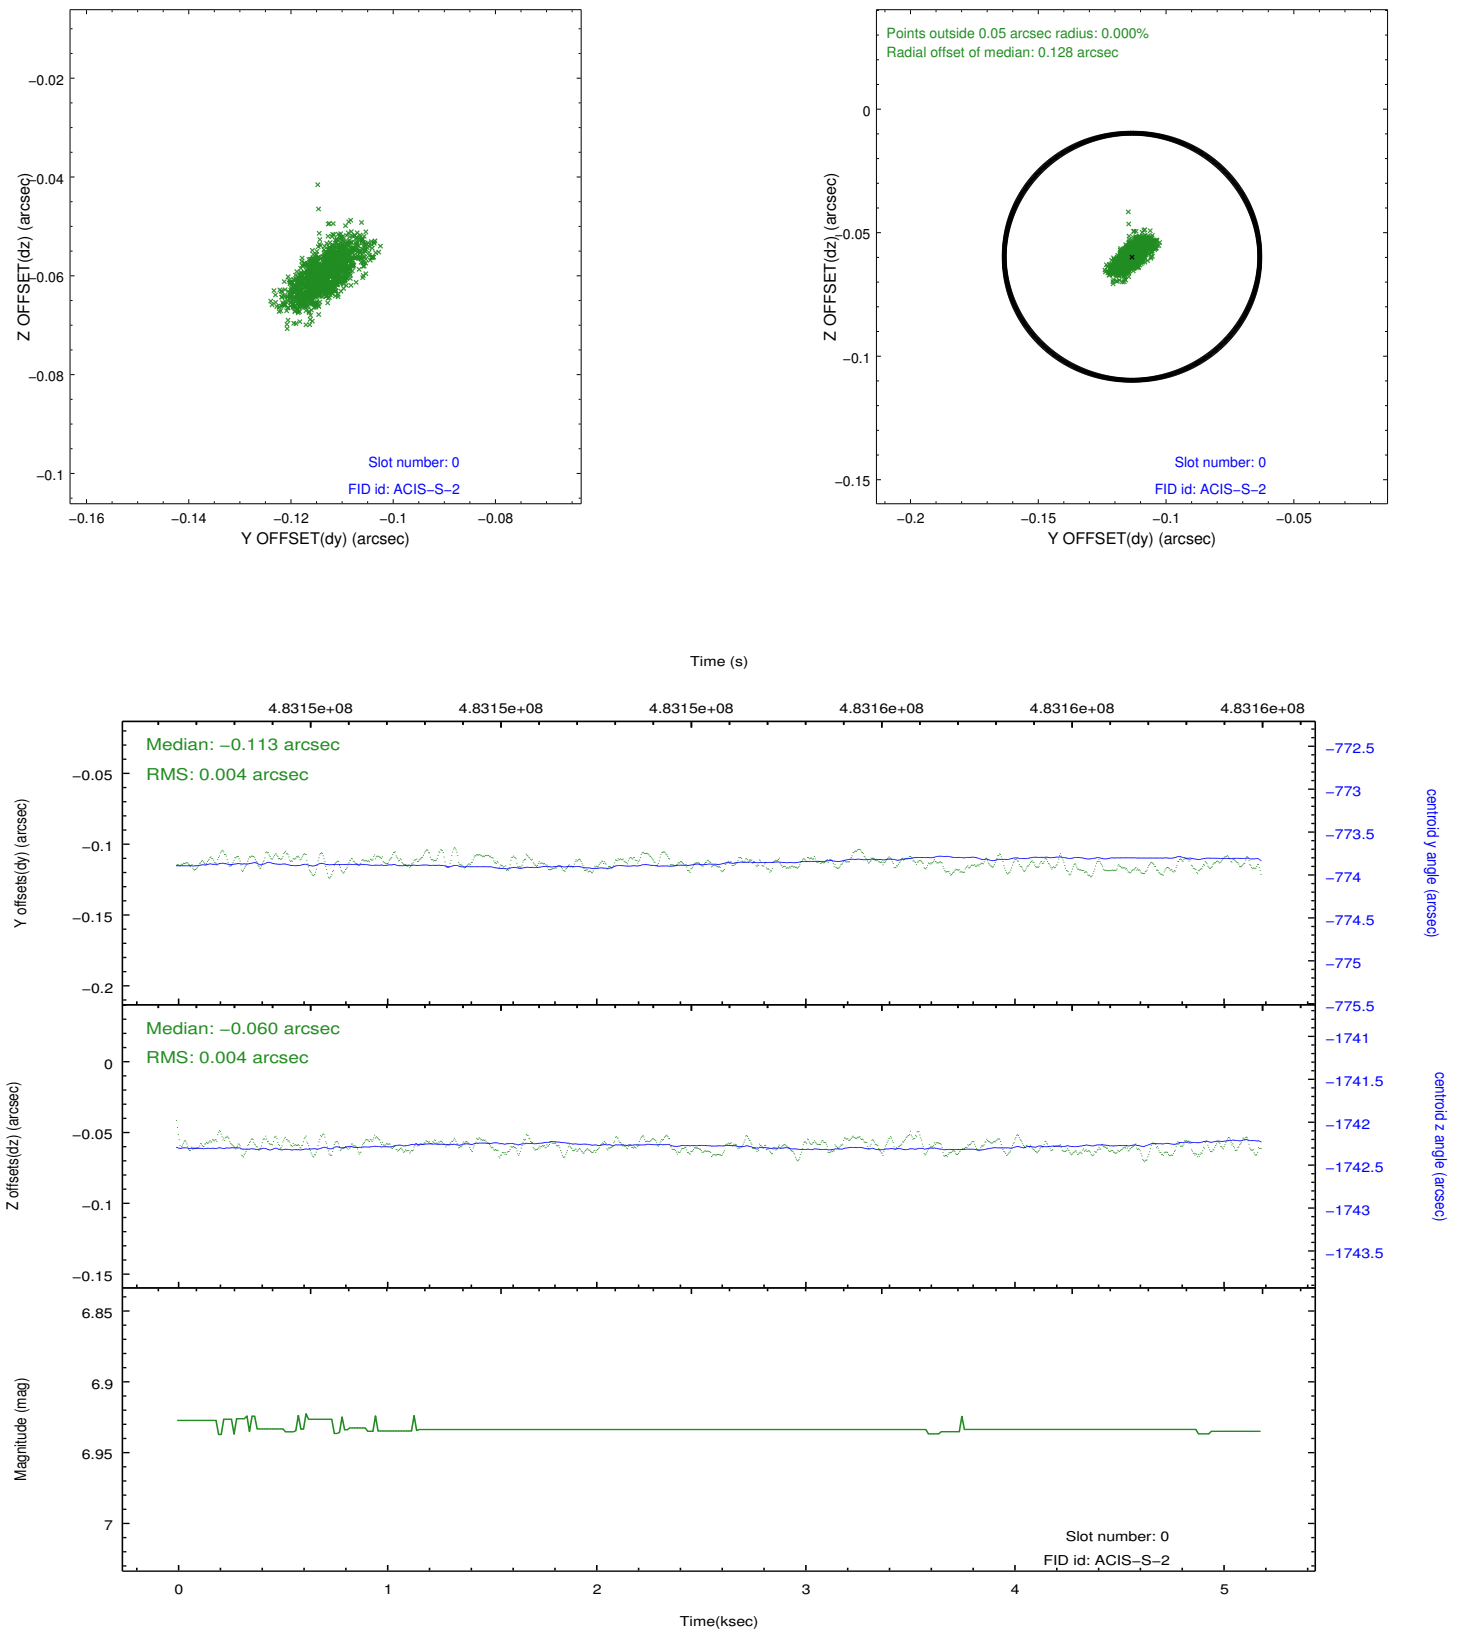 −0.02
−0.04
−0.06
−0.08
−0.1
Z OFFSET(dz) (arcsec)
−0.16
−0.14
−0.12
−0.1
−0.08
Y OFFSET(dy) (arcsec)
Slot number: 0
FID id: ACIS−S−2
Points outside 0.05 arcsec radius: 0.000%
Radial offset of median: 0.128 arcsec
0
−0.05
−0.1
−0.15
Z OFFSET(dz) (arcsec)
−0.2
−0.15
−0.1
−0.05
Y OFFSET(dy) (arcsec)
Slot number: 0
FID id: ACIS−S−2
Time (s)
4.8315e+08
4.8315e+08
4.8315e+08
4.8316e+08
4.8316e+08
4.8316e+08
Median: −0.113 arcsec
RMS: 0.004 arcsec
−0.05
−0.1
−0.15
−0.2
Y offsets(dy) (arcsec)
−772.5
−773
−773.5
−774
−774.5
−775
−775.5
centroid y angle (arcsec)
Median: −0.060 arcsec
RMS: 0.004 arcsec
0
−0.05
−0.1
−0.15
Z offsets(dz) (arcsec)
−1741
−1741.5
−1742
−1742.5
−1743
−1743.5
centroid z angle (arcsec)
6.85
6.9
6.95
7
Magnitude (mag)
Slot number: 0
FID id: ACIS−S−2
0
1
2
3
4
5
Time(ksec)